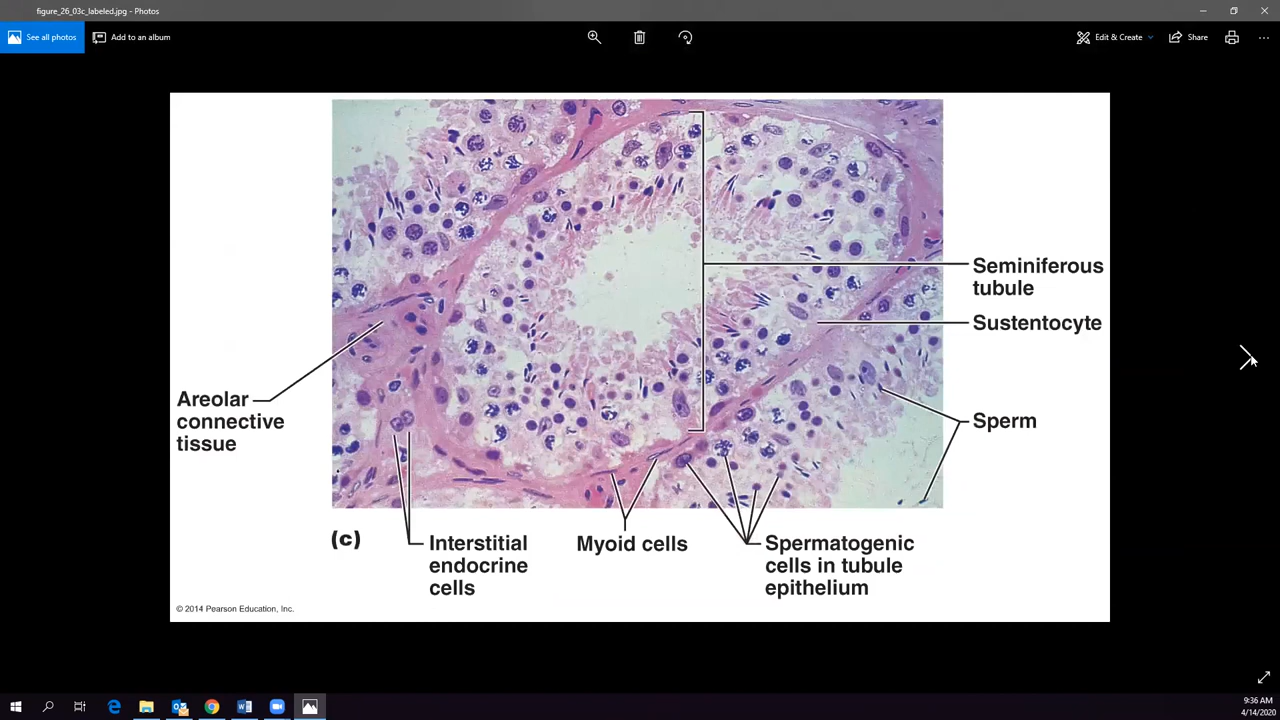 figure_26_03c_labeled.jpg - Photos
See all photos
Add to an album
Edit & Create
Share
Seminiferous
tubule
Sustentocyte
Areolar
connective
tissue
Sperm
(c)
Interstitial
endocrine
cells
Myoid cells
Spermatogenic
cells in tubule
epithelium
© 2014 Pearson Education, Inc.
9:36 AM
4/14/2020